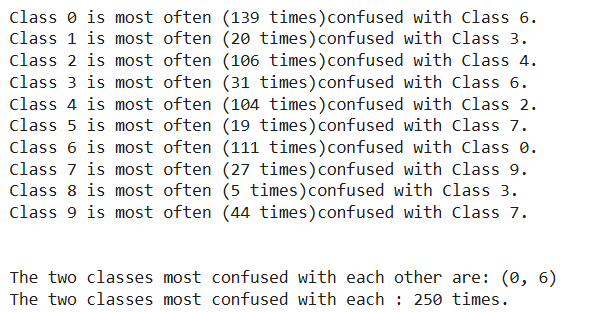 Class 0 is most often (139 times)confused with Class 6.
Class 1 is most often (20 times)confused with Class 3.
Class 2 is most often (106 times)confused with Class 4.
Class 3 is most often (31 times)confused with Class 6.
Class 4 is most often (104 times)confused with Class 2.
Class 5 is most often (19 times)confused with Class 7.
Class 6 is most often (111 times)confused with Class 0.
Class 7 is most often (27 times)confused with Class 9.
Class 8 is most often (5 times)confused with Class 3.
Class 9 is most often (44 times)confused with Class 7.
The two classes most confused with each other are: (0, 6)
The two classes most confused with each : 250 times.